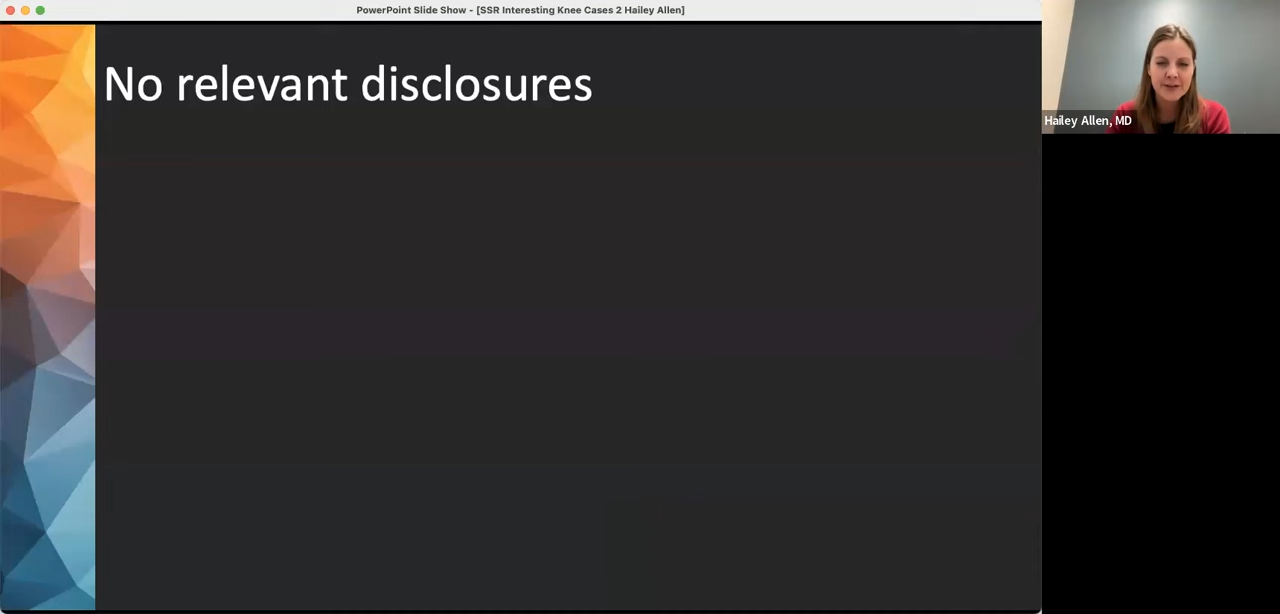 PowerPoint Slide Show - [SSR Interesting Knee Cases 2 Hailey Allen]
No relevant disclosures
Hailey Allen, MD